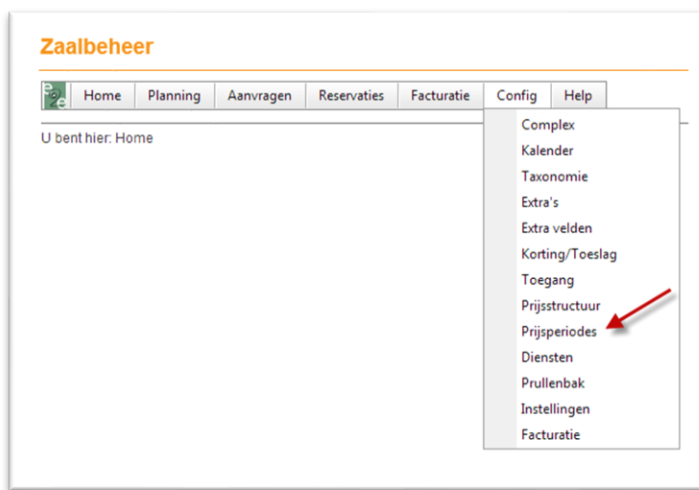 Zaalbeheer
e2e Home Planning Aanvragen Reservaties Facturatie Config Help
U bent hier: Home
Complex
Kalender
Taxonomie
Extra's
Extra velden
Korting/Toeslag
Toegang
Prijsstructuur
Prijsperiodes
Diensten
Prullenbak
Instellingen
Facturatie